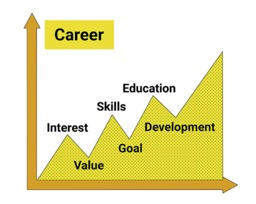 Career
Education
Skills
Interest
Development
Goal
Value